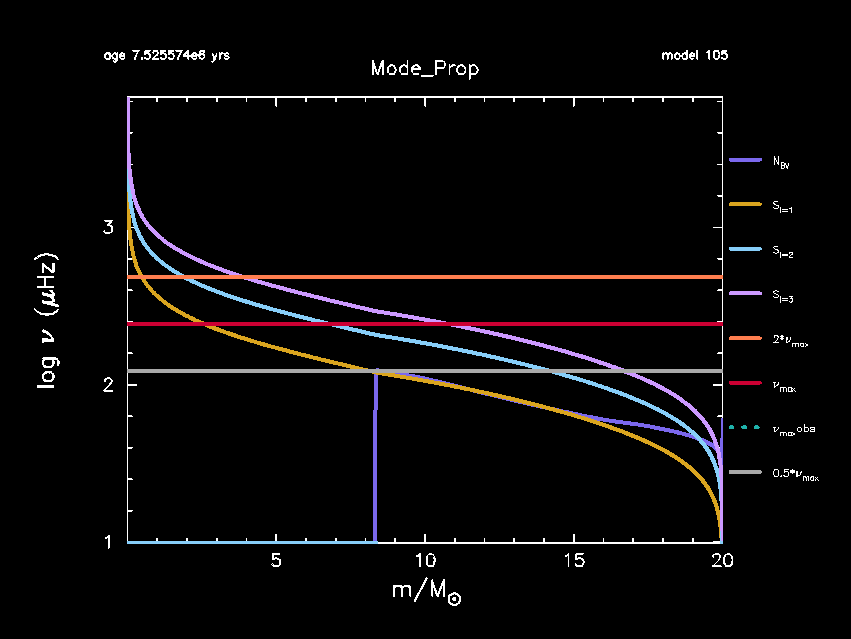 age 7.525574e6 yrs
model 105
Mode_Prop
log ν (μHz)
3
2
1
5
10
15
20
m/M⊙
N_BV
S_l=1
S_l=2
S_l=3
2*ν_max
ν_max
ν_max obs
0.5*ν_max